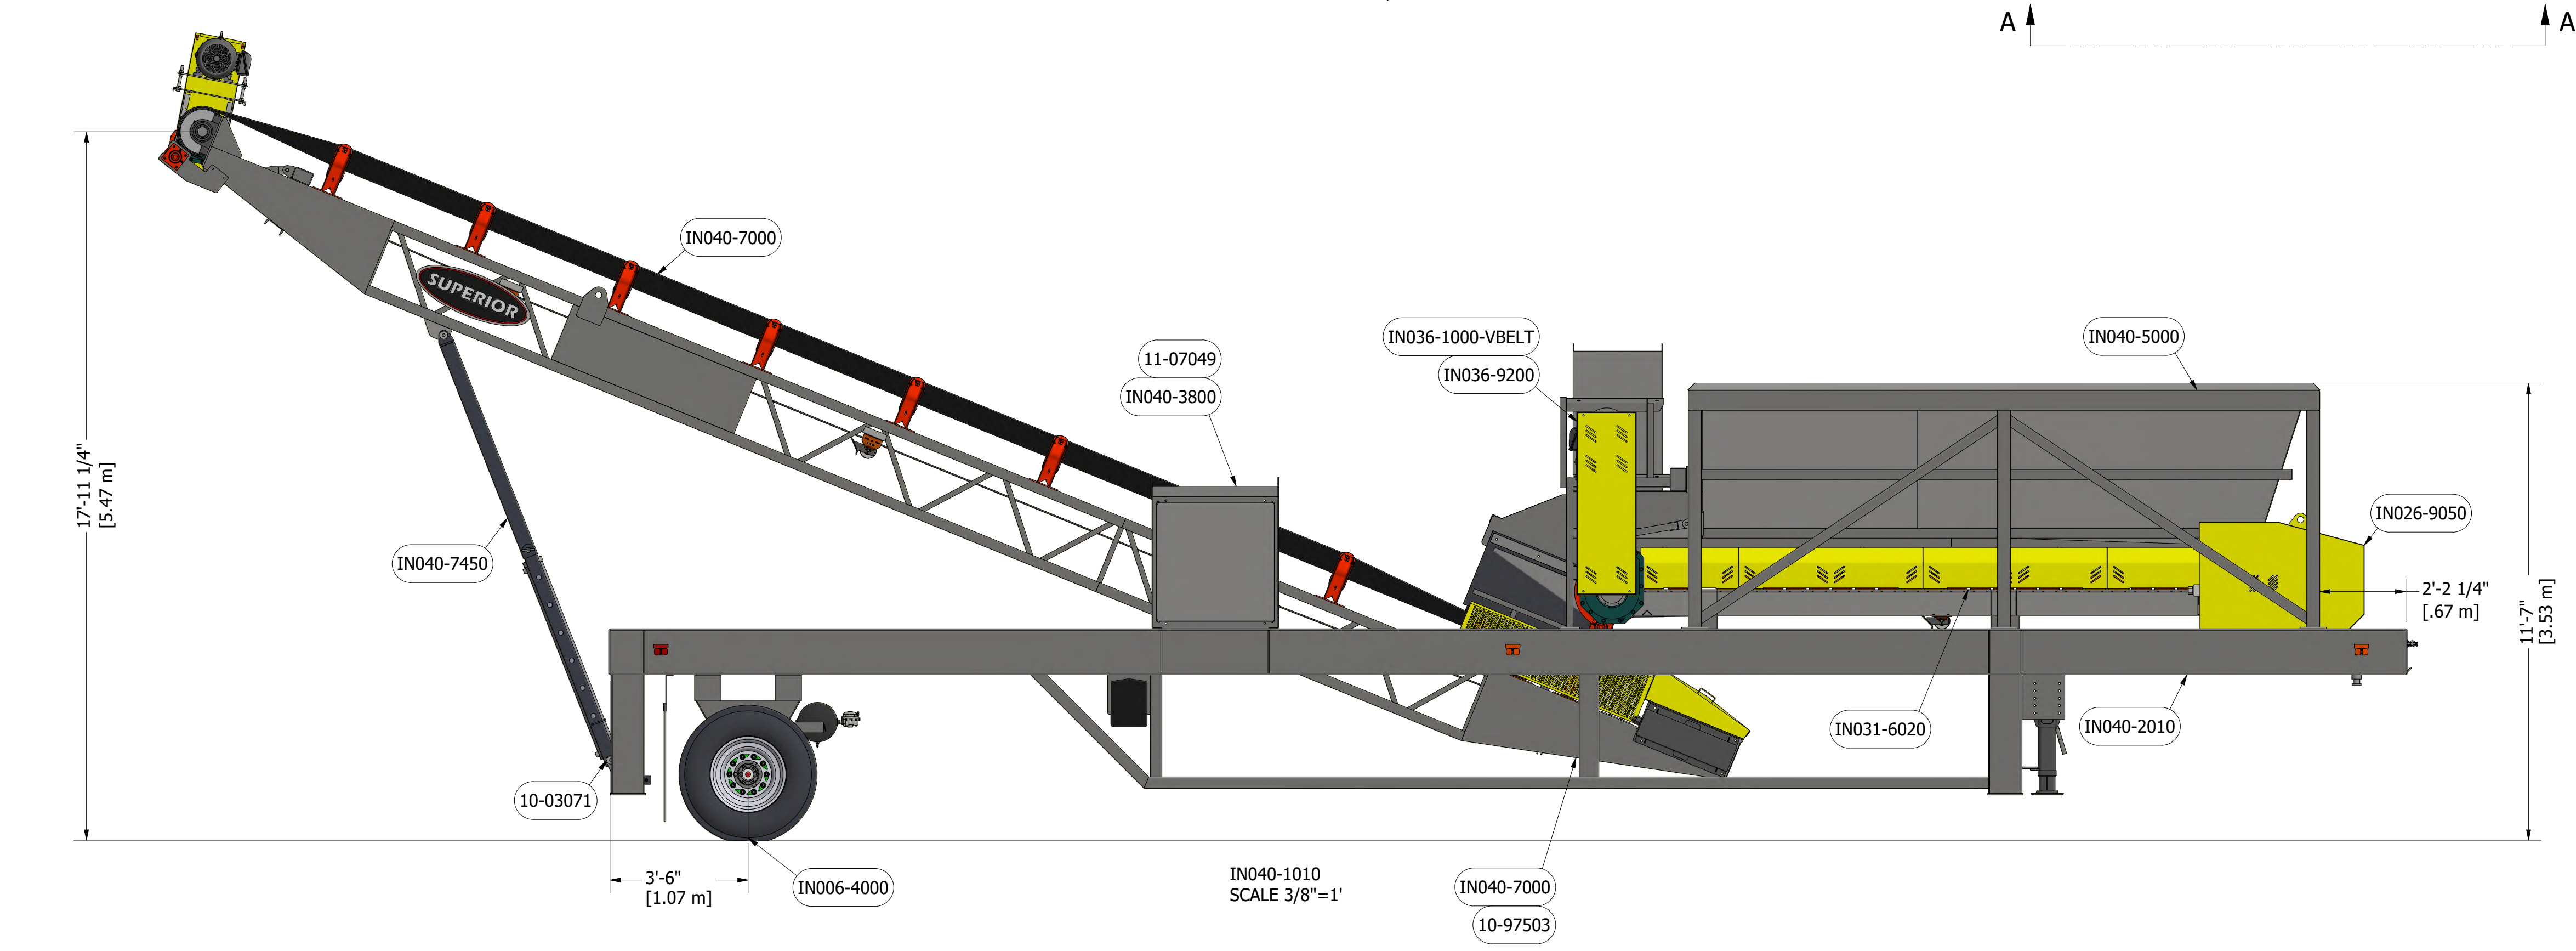 A
A
IN040-7000
SUPERIOR
IN036-1000-VBELT
IN036-9200
IN040-5000
11-07049
IN040-3800
17'-11 1/4"
[5.47 m]
IN026-9050
IN040-7450
2'-2 1/4"
[.67 m]
11'-7"
[3.53 m]
IN031-6020
IN040-2010
10-03071
3'-6"
[1.07 m]
IN006-4000
IN040-1010
SCALE 3/8"=1'
IN040-7000
10-97503